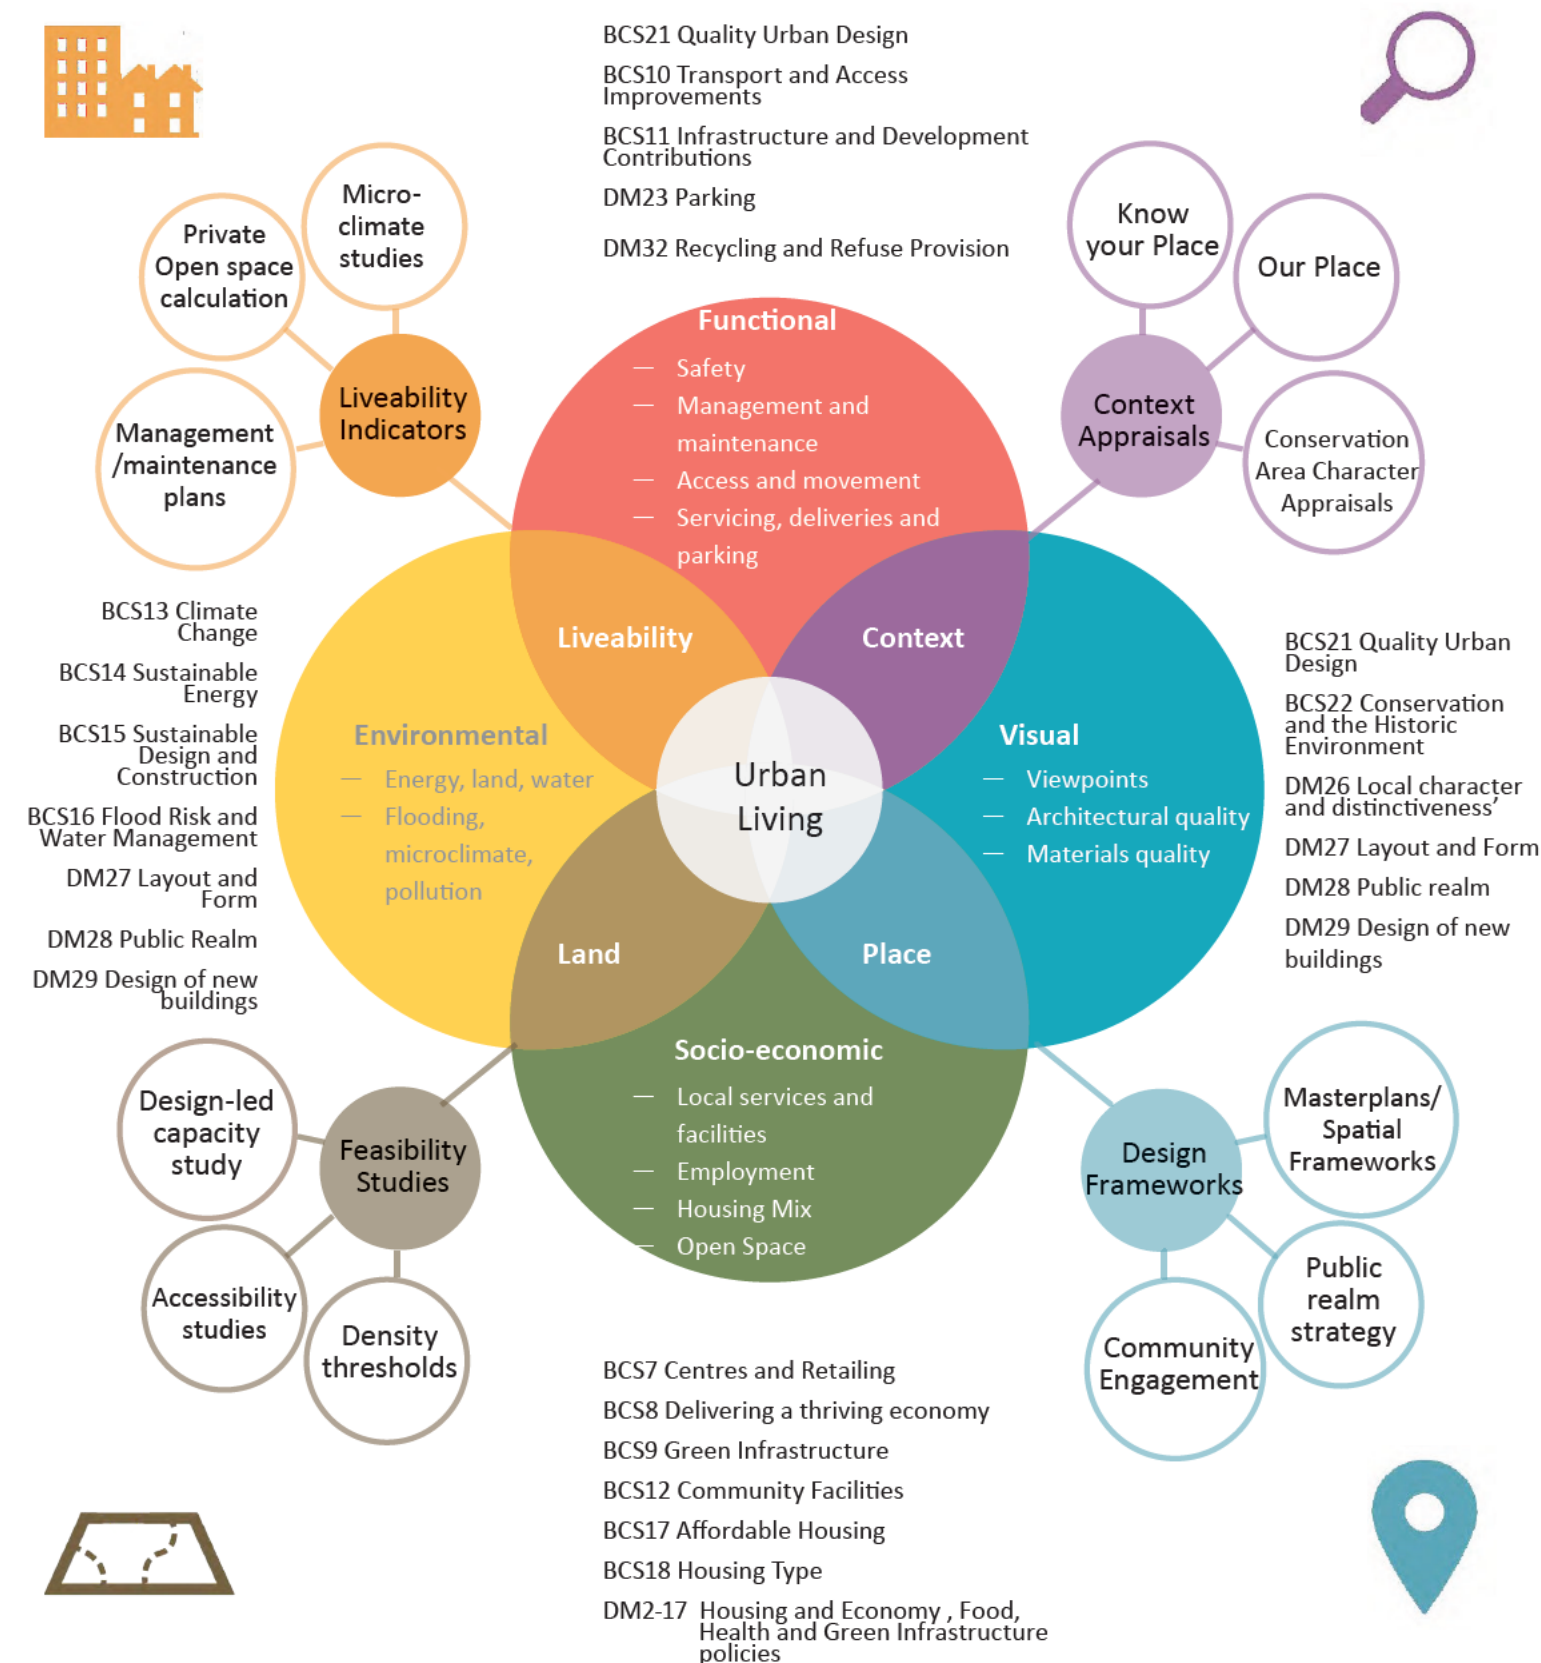 BCS21 Quality Urban Design
BCS10 Transport and Access
Improvements
BCS11 Infrastructure and Development
Contributions
DM23 Parking
DM32 Recycling and Refuse Provision
Micro-
climate
studies
Private
Open space
calculation
Management
/maintenance
plans
Liveability
Indicators
Know
your Place
Our Place
Conservation
Area Character
Appraisals
Context
Appraisals
Functional
— Safety
— Management and
maintenance
— Access and movement
— Servicing, deliveries and
parking
Liveability
Context
BCS13 Climate
Change
BCS14 Sustainable
Energy
BCS15 Sustainable
Design and
Construction
BCS16 Flood Risk and
Water Management
DM27 Layout and
Form
DM28 Public Realm
DM29 Design of new
buildings
Environmental
— Energy, land, water
— Flooding,
microclimate,
pollution
Urban
Living
Visual
— Viewpoints
— Architectural quality
— Materials quality
BCS21 Quality Urban
Design
BCS22 Conservation
and the Historic
Environment
DM26 Local character
and distinctiveness’
DM27 Layout and Form
DM28 Public realm
DM29 Design of new
buildings
Land
Place
Socio-economic
— Local services and
facilities
— Employment
— Housing Mix
— Open Space
Design-led
capacity
study
Feasibility
Studies
Accessibility
studies
Density
thresholds
Design
Frameworks
Masterplans/
Spatial
Frameworks
Public
realm
strategy
Community
Engagement
BCS7 Centres and Retailing
BCS8 Delivering a thriving economy
BCS9 Green Infrastructure
BCS12 Community Facilities
BCS17 Affordable Housing
BCS18 Housing Type
DM2-17 Housing and Economy , Food,
Health and Green Infrastructure
policies